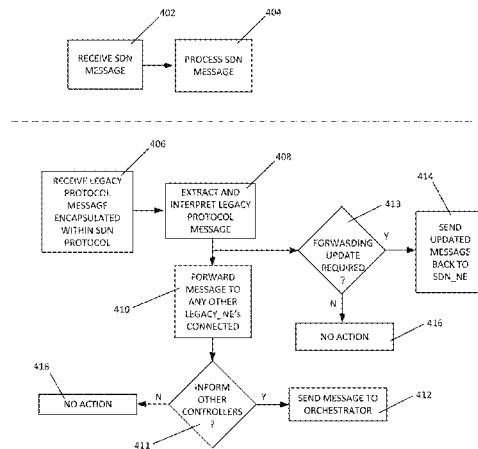 402
404
RECEIVE SDN
MESSAGE
PROCESS SDN
MESSAGE
406
408
RECEIVE LEGACY
PROTOCOL
MESSAGE
ENCAPSULATED
WITHIN SDN
PROTOCOL
EXTRACT AND
INTERPRET LEGACY
PROTOCOL
MESSAGE
413
414
FORWARDING
UPDATE
REQUIRED
?
Y
SEND
UPDATED
MESSAGE
BACK TO
SDN_NE
N
410
FORWARD
MESSAGE TO
ANY OTHER
LEGACY_NE's
CONNECTED
NO ACTION
416
416
NO ACTION
N
INFORM
OTHER
CONTROLLERS
?
Y
SEND MESSAGE TO
ORCHESTRATOR
412
411